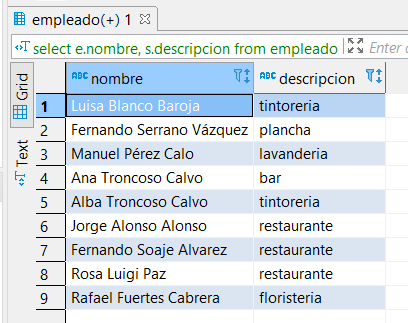 empleado(+) 1
select e.nombre, s.descripcion from empleado
Enter
Grid
Text
ABC nombre ABC descripcion
1 Luisa Blanco Baroja tintoreria
2 Fernando Serrano Vázquez plancha
3 Manuel Pérez Calo lavanderia
4 Ana Troncoso Calvo bar
5 Alba Troncoso Calvo tintoreria
6 Jorge Alonso Alonso restaurante
7 Fernando Soaje Alvarez restaurante
8 Rosa Luigi Paz restaurante
9 Rafael Fuertes Cabrera floristeria